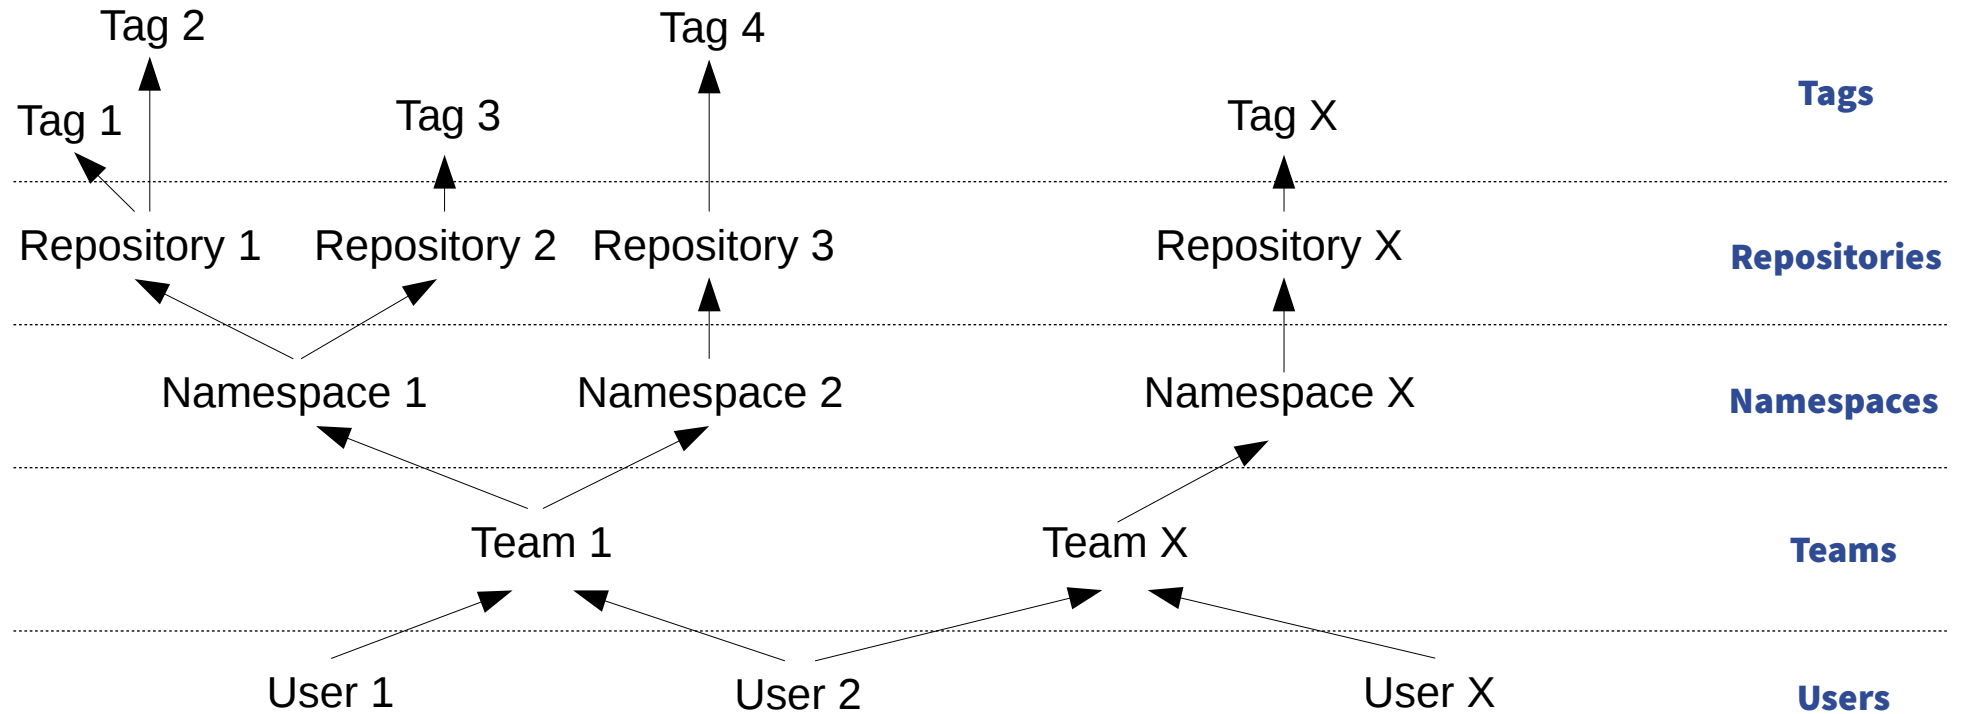 Tag 2
Tag 4
Tags
Tag 1
Tag 3
Tag X
Repository 1
Repository 2
Repository 3
Repository X
Repositories
Namespace 1
Namespace 2
Namespace X
Namespaces
Team 1
Team X
Teams
User 1
User 2
User X
Users